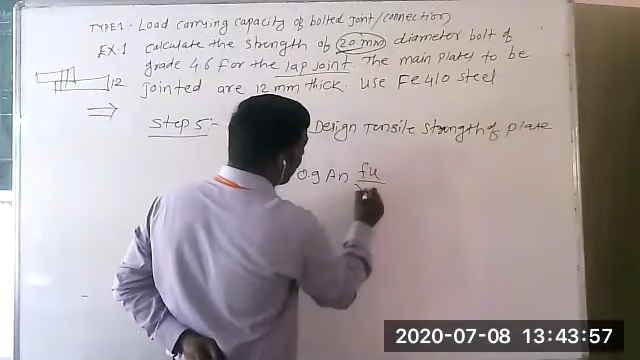 TYPE1 - Load carrying capacity of bolted Joint/connection)
EX.1 Calculate the strength of 20 mm diameter bolt of
grade 4.6 for the lap joint. The main plates to be
12 jointed are 12 mm thick. Use Fe410 steel
Step 5:- Design Tensile Strength of plate
0.9 An fu
2020-07-08 13:43:57